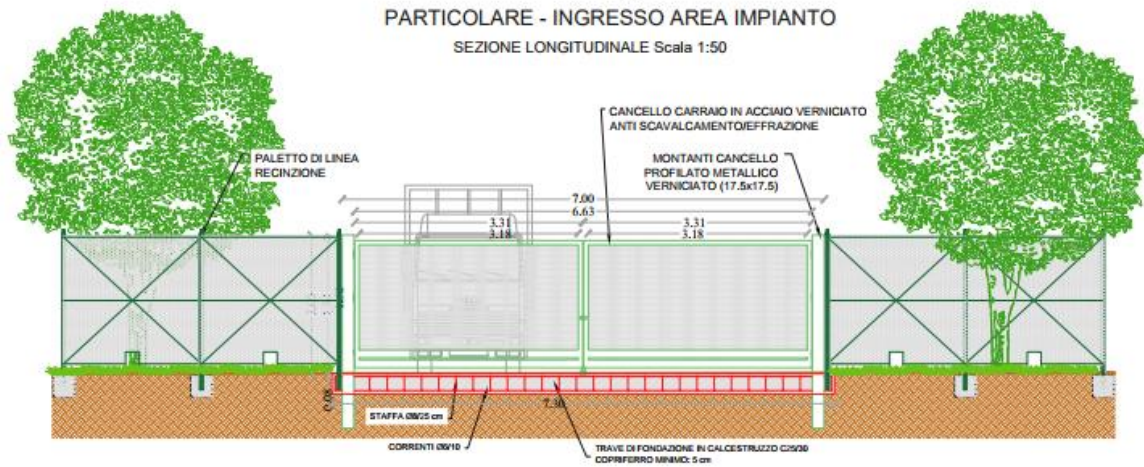 PARTICOLARE - INGRESSO AREA IMPIANTO
SEZIONE LONGITUDINALE Scala 1:50
CANCELLO CARRAIO IN ACCIAIO VERNICIATO
ANTI SCAVALCAMENTO/EFFRAZIONE
PALETTO DI LINEA
RECINZIONE
MONTANTI CANCELLO
PROFILATO METALLICO
VERNICIATO (17.5x17.5)
7.00
6.63
3.31
3.31
3.18
3.18
0.08
7.30
STAFFA Ø8/25 cm
CORRENTI Ø8/10
TRAVE DI FONDAZIONE IN CALCESTRUZZO C25/30
COPRIFERRO MINIMO: 5 cm